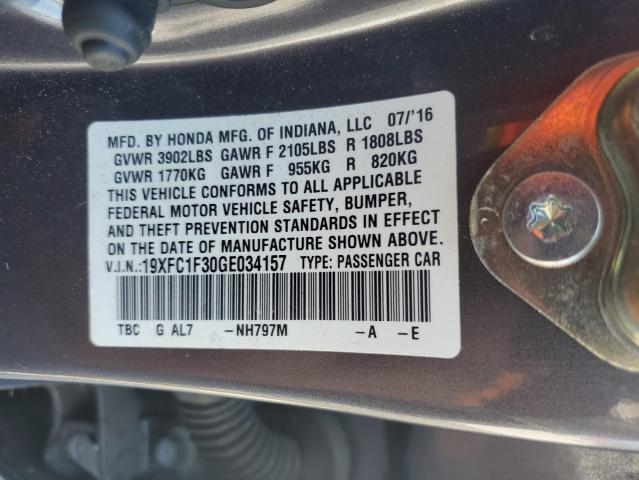 MFD. BY HONDA MFG. OF INDIANA, LLC 07/'16
GVWR 3902LBS GAWR F 2105LBS R 1808LBS
GVWR 1770KG GAWR F 955KG R 820KG
THIS VEHICLE CONFORMS TO ALL APPLICABLE
FEDERAL MOTOR VEHICLE SAFETY, BUMPER,
AND THEFT PREVENTION STANDARDS IN EFFECT
ON THE DATE OF MANUFACTURE SHOWN ABOVE.
V.I.N.:19XFC1F30GE034157 TYPE: PASSENGER CAR
TBC G AL7 -NH797M -A -E